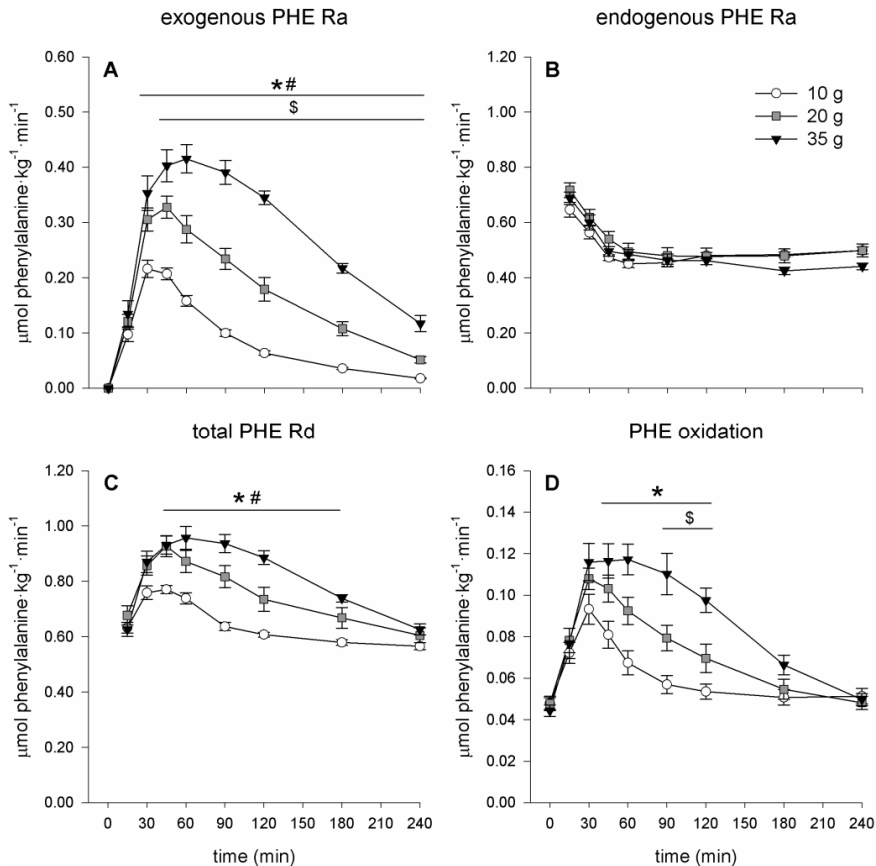 exogenous PHE Ra
A
* #
$
0.60
0.50
0.40
0.30
0.20
0.10
0.00
μmol phenylalanine·kg⁻¹·min⁻¹
endogenous PHE Ra
B
10 g
20 g
35 g
1.20
1.00
0.80
0.60
0.40
0.20
0.00
μmol phenylalanine·kg⁻¹·min⁻¹
total PHE Rd
C
* #
1.20
1.00
0.80
0.60
0.40
0.20
0.00
μmol phenylalanine·kg⁻¹·min⁻¹
0 30 60 90 120 150 180 210 240
time (min)
PHE oxidation
D
*
$
0.16
0.14
0.12
0.10
0.08
0.06
0.04
0.02
0.00
μmol phenylalanine·kg⁻¹·min⁻¹
0 30 60 90 120 150 180 210 240
time (min)